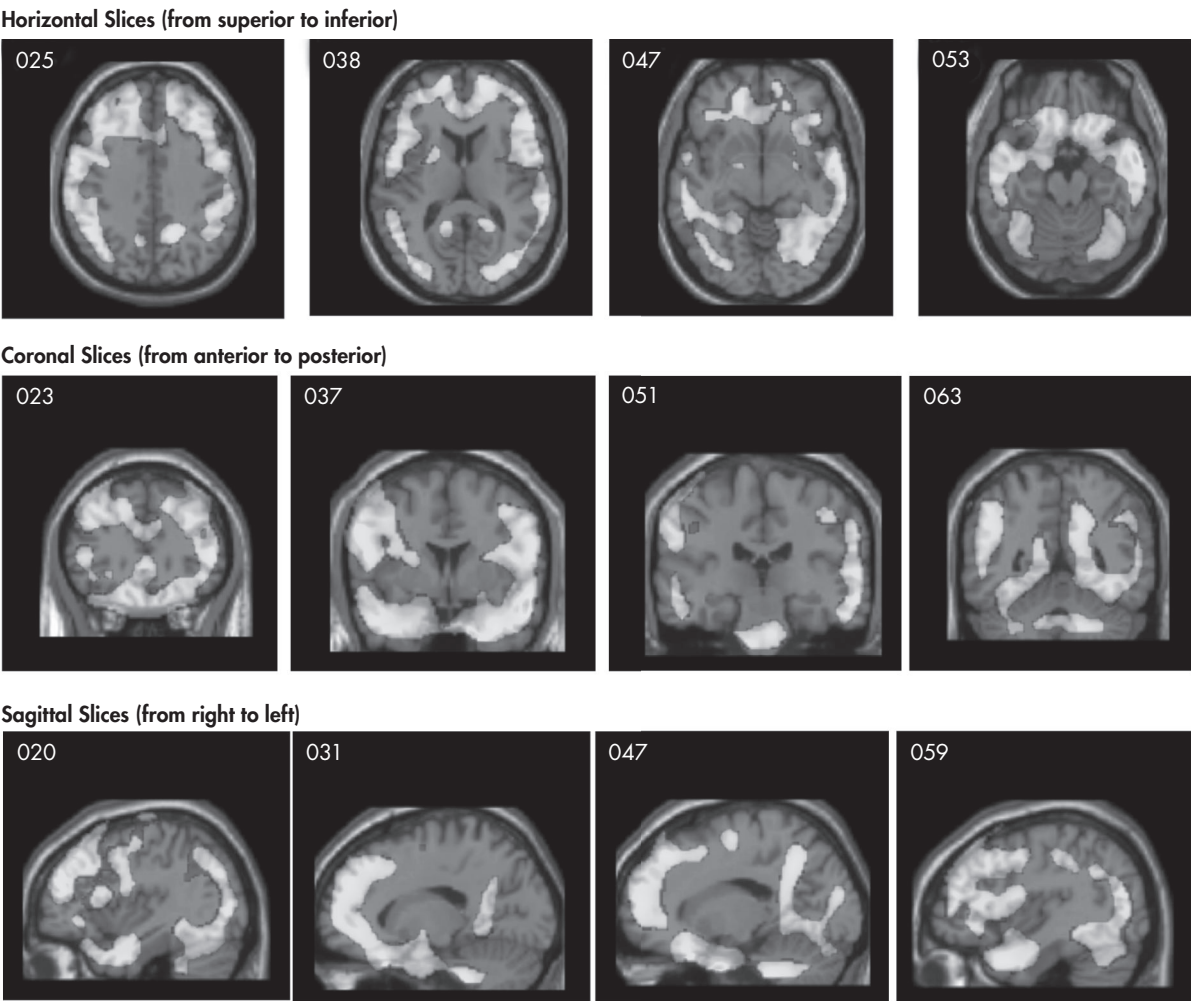 Horizontal Slices (from superior to inferior)
025 038 047 053
Coronal Slices (from anterior to posterior)
023 037 051 063
Sagittal Slices (from right to left)
020 031 047 059